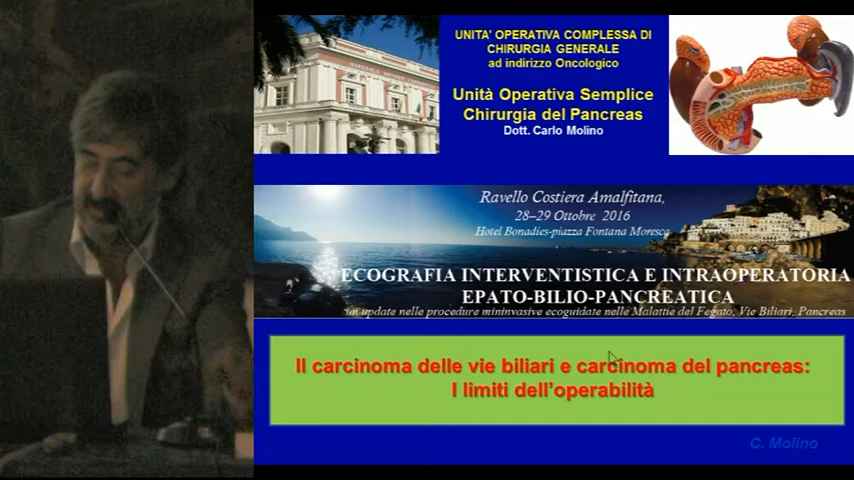 UNITA' OPERATIVA COMPLESSA DI
CHIRURGIA GENERALE
ad indirizzo Oncologico
Unità Operativa Semplice
Chirurgia del Pancreas
Dott. Carlo Molino
Ravello Costiera Amalfitana,
28–29 Ottobre 2016
Hotel Bonadies-piazza Fontana Moresca
ECOGRAFIA INTERVENTISTICA E INTRAOPERATORIA
EPATO-BILIO-PANCREATICA
un update nelle procedure mininvasive ecoguidate nelle Malattie del Fegato, Vie Biliari, Pancreas
Il carcinoma delle vie biliari e carcinoma del pancreas:
I limiti dell'operabilità
C. Molino